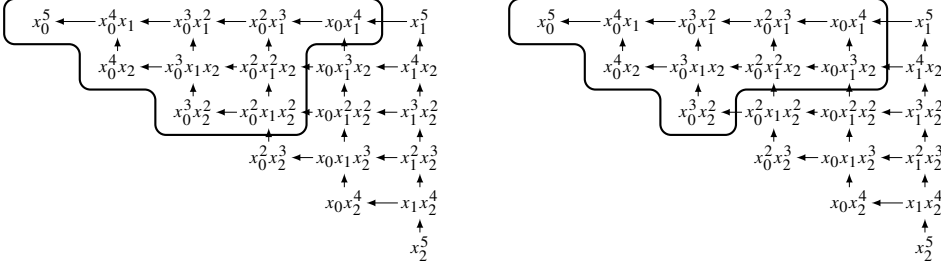 x_0^5 ← x_0^4x_1 ← x_0^3x_1^2 ← x_0^2x_1^3 ← x_0x_1^4 ← x_1^5 x_0^5 ← x_0^4x_1 ← x_0^3x_1^2 ← x_0^2x_1^3 ← x_0x_1^4 ← x_1^5
x_0^4x_2 ← x_0^3x_1x_2 ← x_0^2x_1^2x_2 ← x_0x_1^3x_2 ← x_1^4x_2 x_0^4x_2 ← x_0^3x_1x_2 ← x_0^2x_1^2x_2 ← x_0x_1^3x_2 ← x_1^4x_2
x_0^3x_2^2 ← x_0^2x_1x_2^2 ← x_0x_1^2x_2^2 ← x_1^3x_2^2 x_0^3x_2^2 ← x_0^2x_1x_2^2 ← x_0x_1^2x_2^2 ← x_1^3x_2^2
x_0^2x_2^3 ← x_0x_1x_2^3 ← x_1^2x_2^3 x_0^2x_2^3 ← x_0x_1x_2^3 ← x_1^2x_2^3
x_0x_2^4 ← x_1x_2^4 x_0x_2^4 ← x_1x_2^4
x_2^5 x_2^5